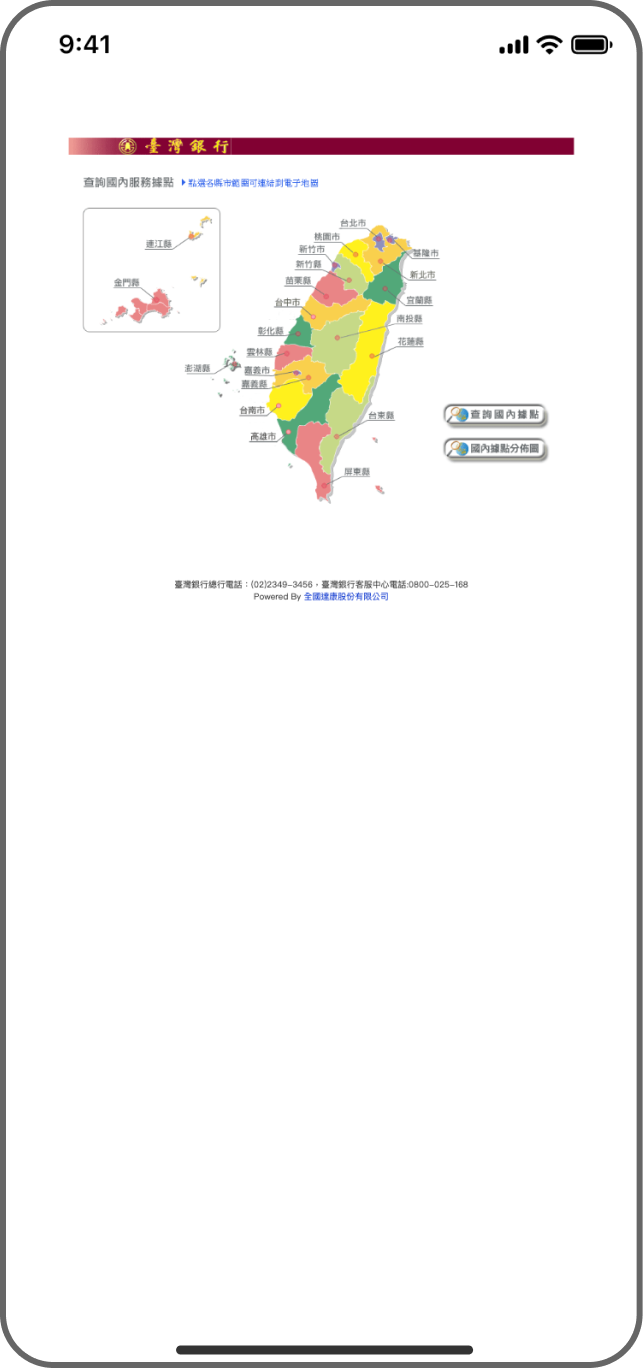 9:41
臺灣銀行
查詢國內服務據點 點選各縣市範圍可連結到電子地圖
連江縣
金門縣
台北市
桃園市
新竹市
新竹縣
苗栗縣
台中市
彰化縣
雲林縣
澎湖縣
嘉義市
嘉義縣
台南市
高雄市
基隆市
新北市
宜蘭縣
南投縣
花蓮縣
台東縣
屏東縣
查詢國內據點
國內據點分佈圖
臺灣銀行總行電話：(02)2349-3456，臺灣銀行客服中心電話:0800-025-168
Powered By 全國達康股份有限公司